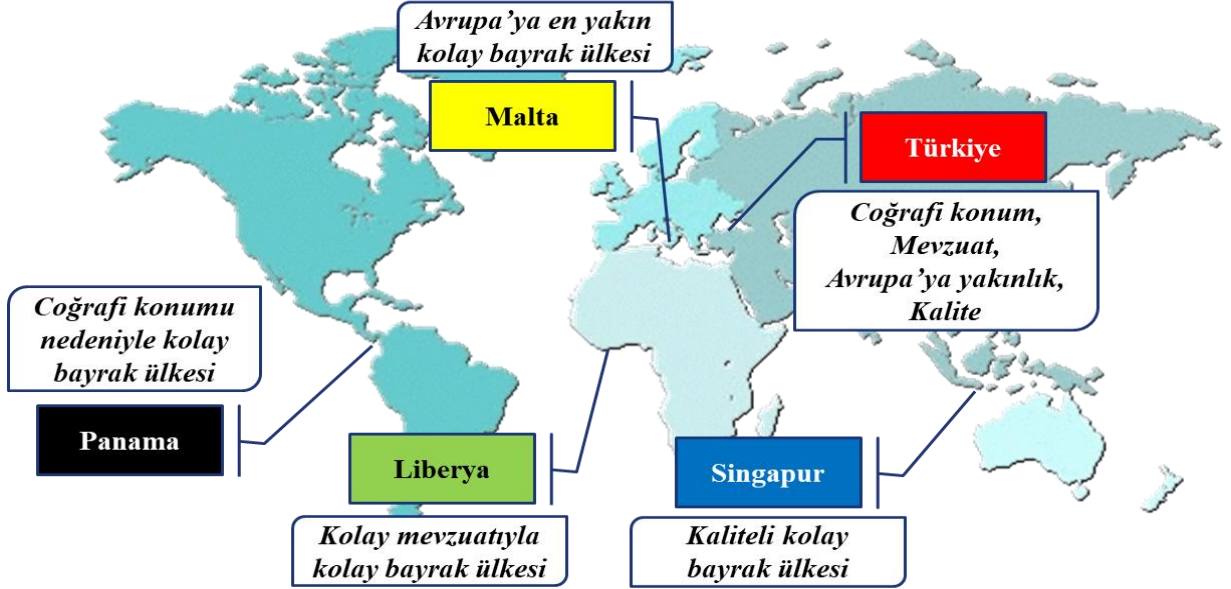 Avrupa’ya en yakın
kolay bayrak ülkesi
Malta
Türkiye
Coğrafi konum,
Mevzuat,
Avrupa’ya yakınlık,
Kalite
Coğrafi konumu
nedeniyle kolay
bayrak ülkesi
Panama
Liberya
Kolay mevzuatıyla
kolay bayrak ülkesi
Singapur
Kaliteli kolay
bayrak ülkesi